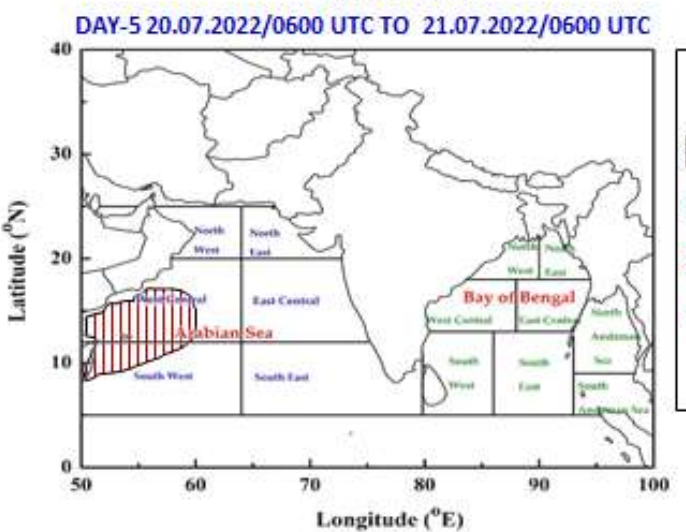 DAY-5 20.07.2022/0600 UTC TO 21.07.2022/0600 UTC
Latitude (°N)
40
30
20
10
0
North West
North East
West Central
East Central
Arabian Sea
South West
South East
North West
North East
Bay of Bengal
West Central
East Central
North Andaman Sea
South West
South East
South Andaman Sea
50
60
70
80
90
100
Longitude (°E)